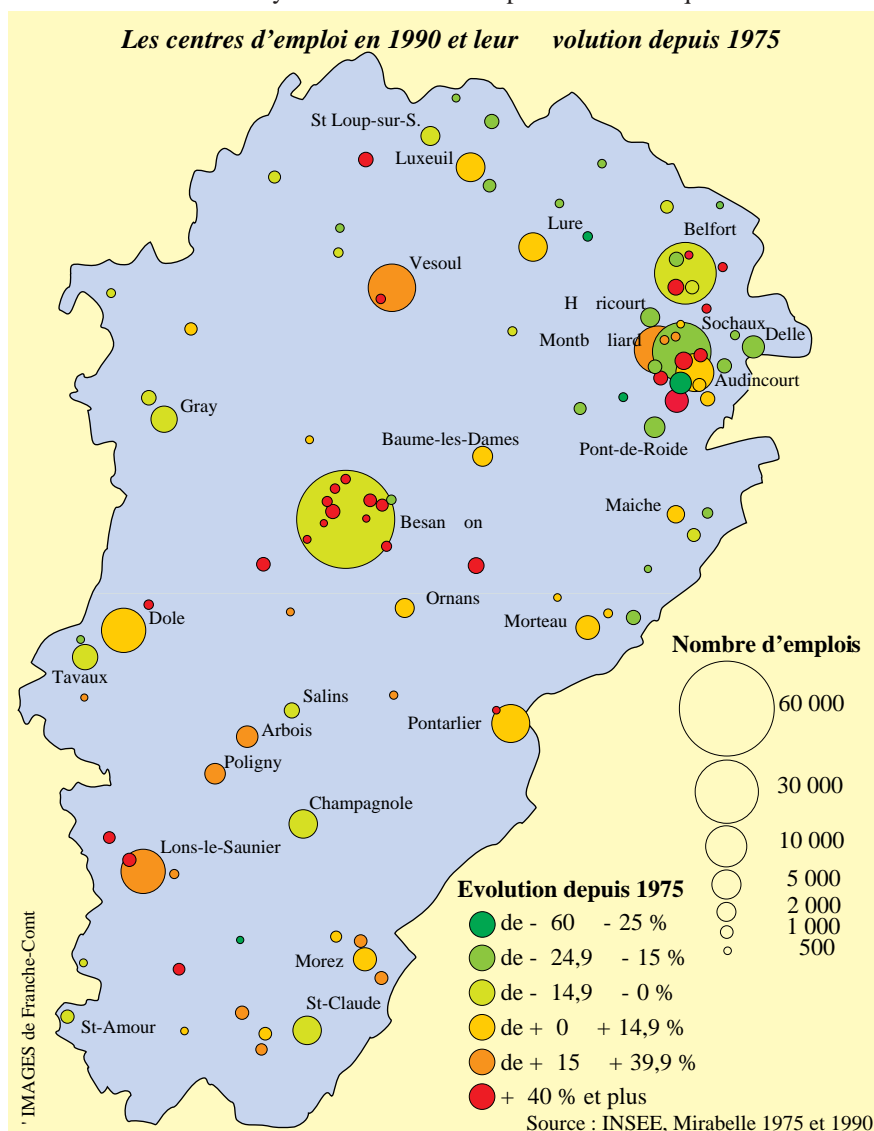 Les centres d'emploi en 1990 et leur volution depuis 1975
St Loup-sur-S.
Luxeuil
Lure
Belfort
Vesoul
H ricourt
Sochaux
Montb liard
Delle
Audincourt
Gray
Baume-les-Dames
Pont-de-Roide
Maiche
Besan on
Ornans
Dole
Morteau
Nombre d'emplois
Tavaux
Salins
60 000
Pontarlier
Arbois
Poligny
30 000
Champagnole
10 000
Lons-le-Saunier
5 000
Evolution depuis 1975
2 000
1 000
de - 60 - 25 %
500
de - 24,9 - 15 %
Morez
de - 14,9 - 0 %
St-Claude
St-Amour
de + 0 + 14,9 %
de + 15 + 39,9 %
+ 40 % et plus
Source : INSEE, Mirabelle 1975 et 1990
' IMAGES de Franche-Comt